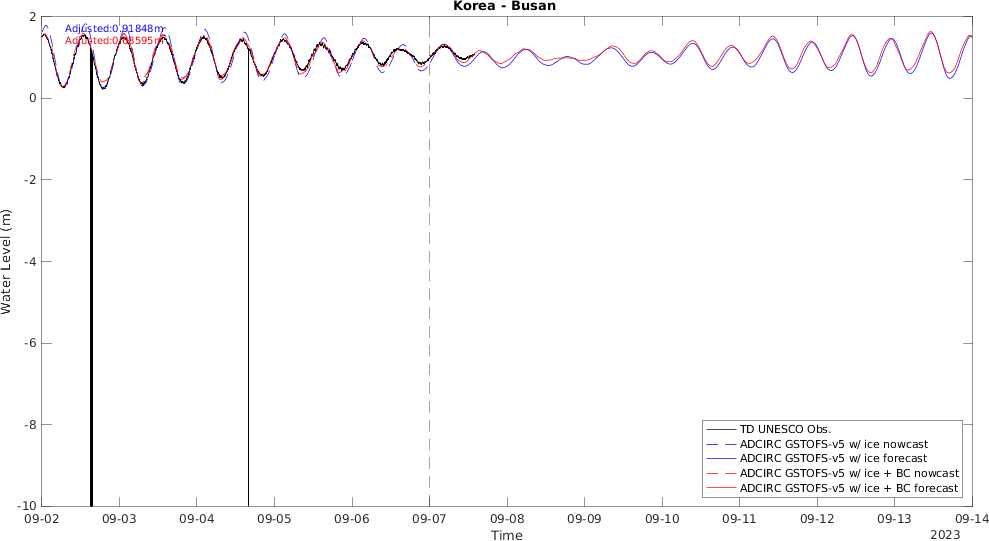 Korea - Busan
Adjusted:0.91848m
2
0
-2
-4
-6
-8
-10
Water Level (m)
09-02 09-03 09-04 09-05 09-06 09-07 09-08 09-09 09-10 09-11 09-12 09-13 09-14
Time
2023
TD UNESCO Obs.
ADCIRC GSTOFS-v5 w/ ice nowcast
ADCIRC GSTOFS-v5 w/ ice forecast
ADCIRC GSTOFS-v5 w/ ice + BC nowcast
ADCIRC GSTOFS-v5 w/ ice + BC forecast